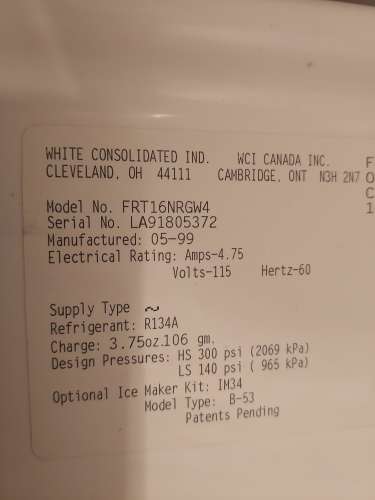 WHITE CONSOLIDATED IND. WCI CANADA INC. F
CLEVELAND, OH 44111 CAMBRIDGE, ONT N3H 2N7 O
C
Model No. FRT16NRGW4 1
Serial No. LA91805372
Manufactured: 05-99
Electrical Rating: Amps-4.75
Volts-115 Hertz-60
Supply Type ~
Refrigerant: R134A
Charge: 3.75oz.106 gm.
Design Pressures: HS 300 psi (2069 kPa)
LS 140 psi ( 965 kPa)
Optional Ice Maker Kit: IM34
Model Type: B-53
Patents Pending